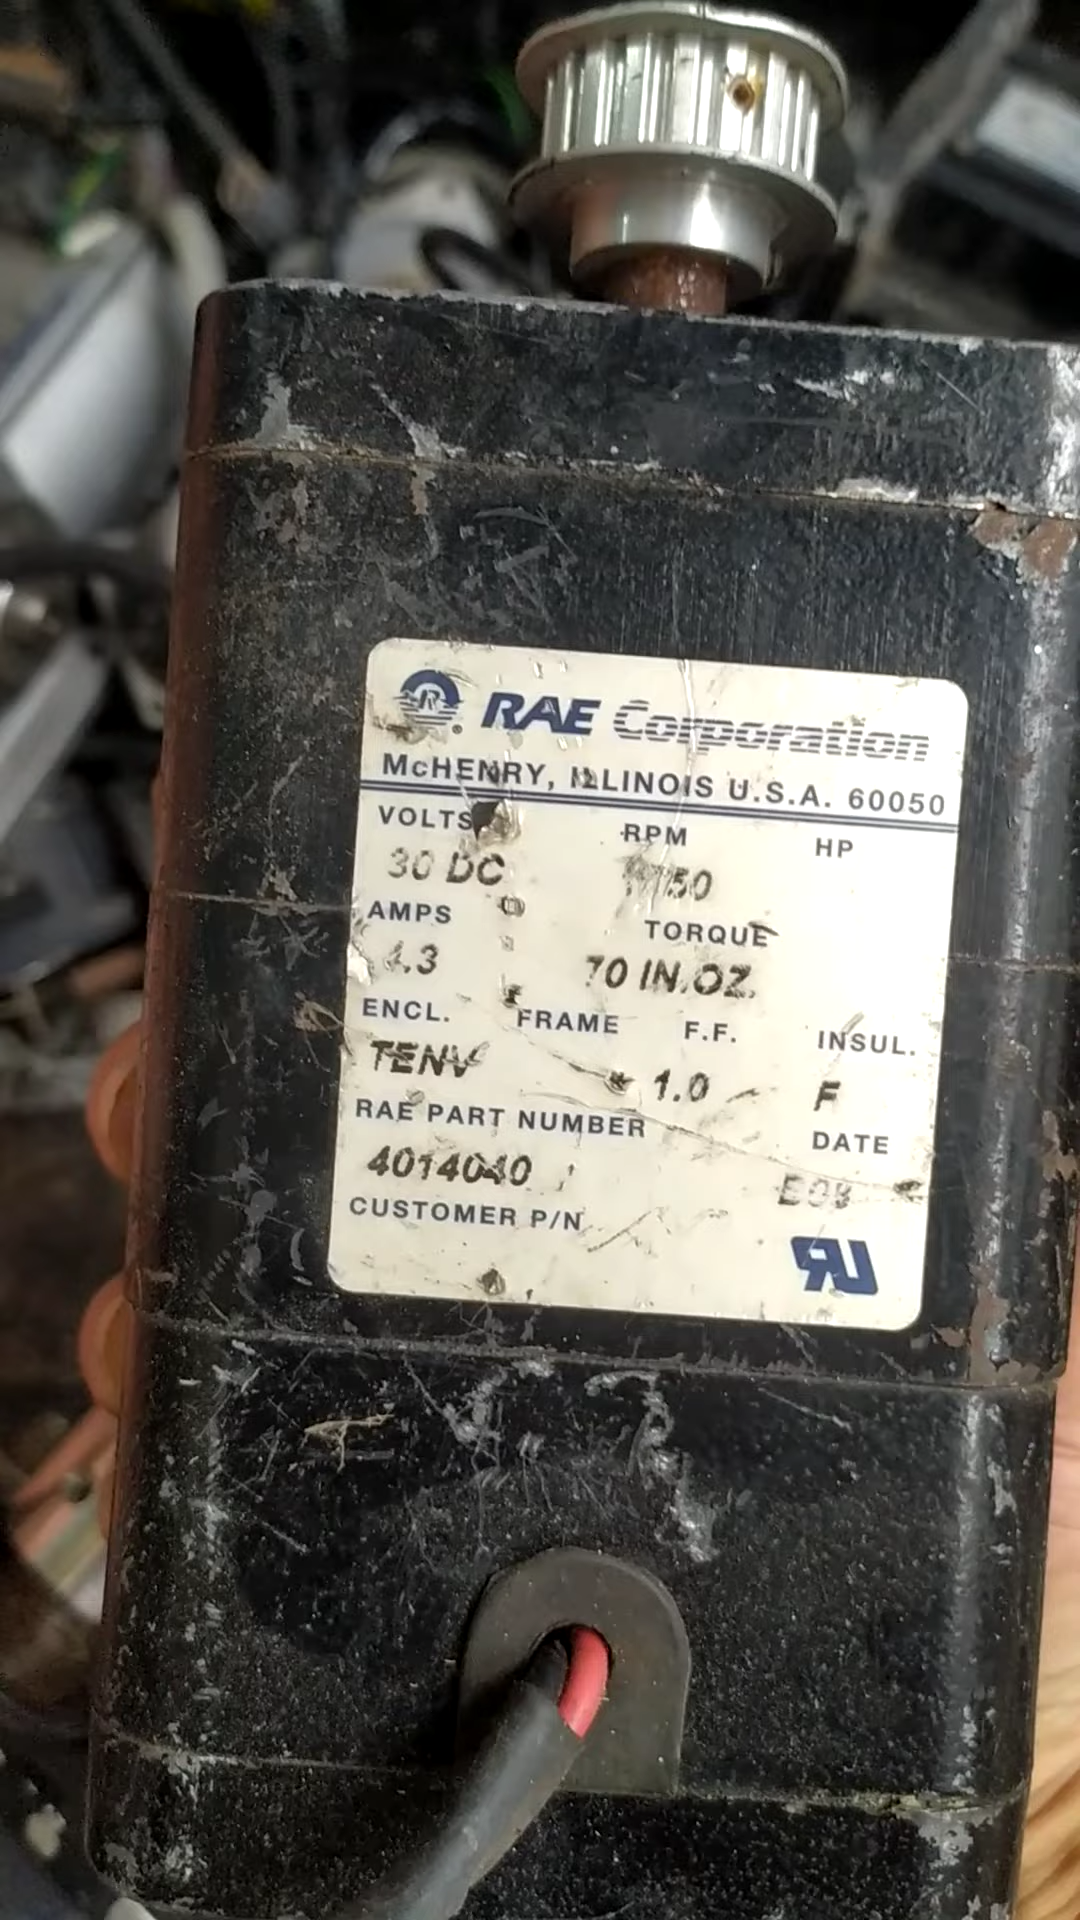 R
®
RAE Corporation
McHENRY, ILLINOIS U.S.A. 60050
VOLTS RPM HP
DC
AMPS TORQUE
70 IN.OZ.
ENCL. FRAME F.F. INSUL.
TENV 1.0 F
RAE PART NUMBER DATE
4014040
CUSTOMER P/N